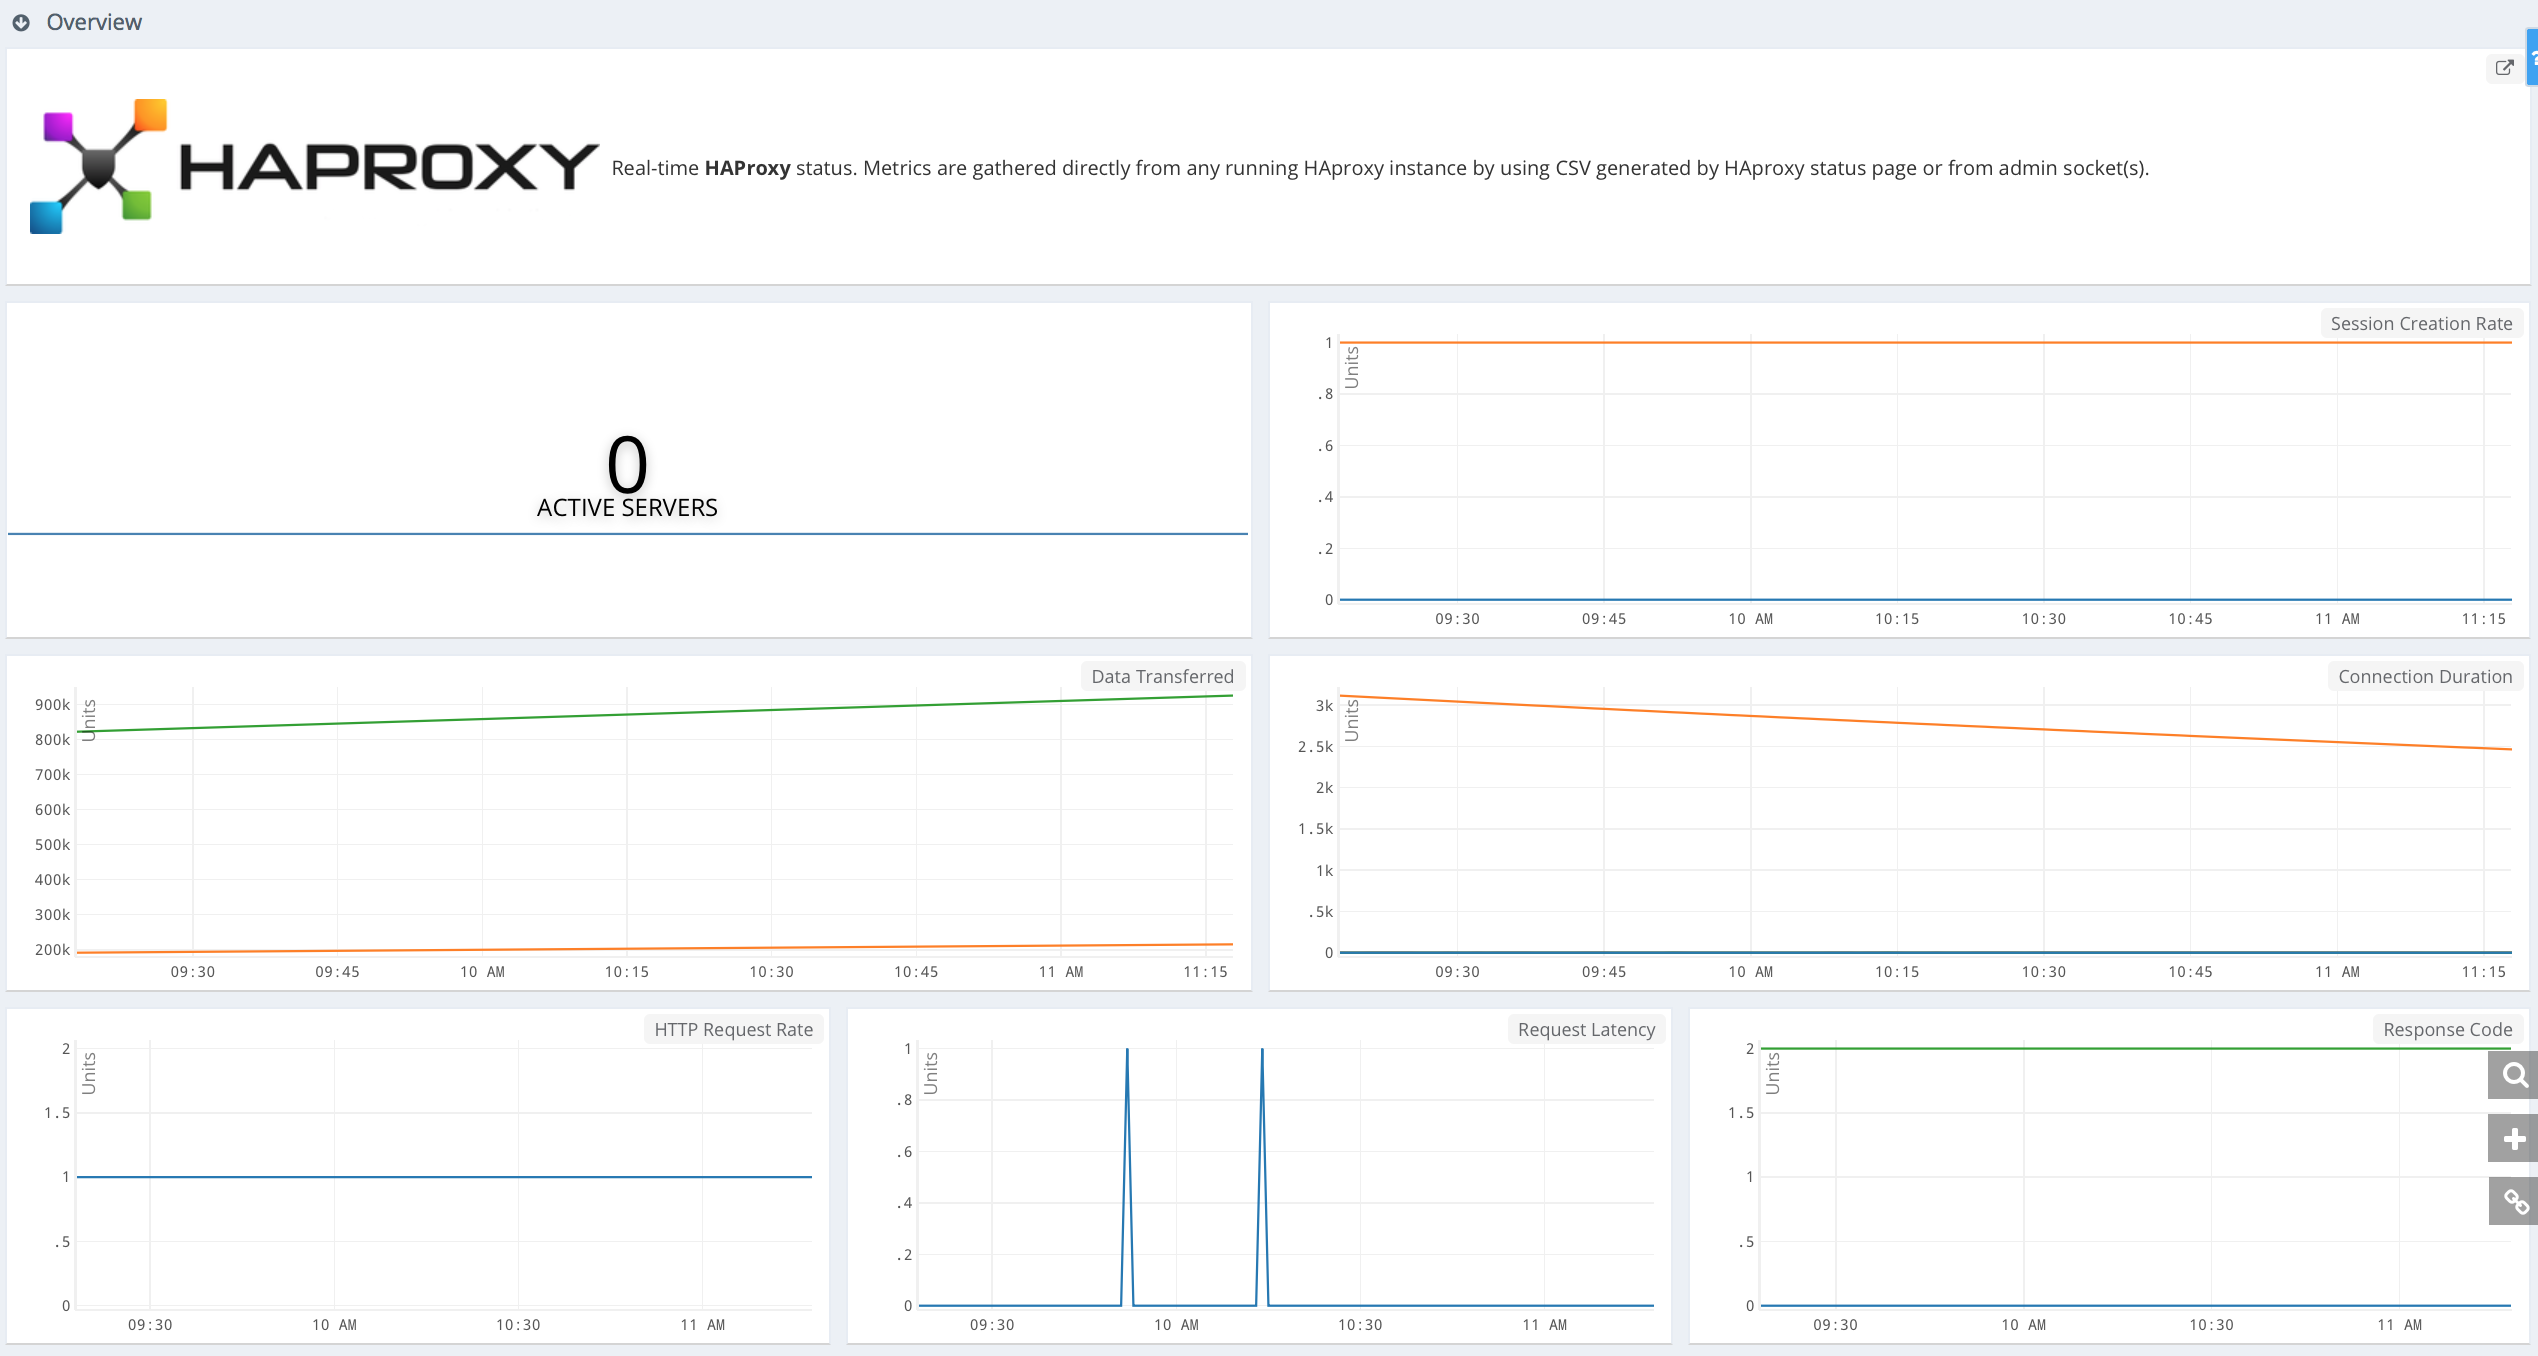 Overview
HAPROXY
Real-time HAProxy status. Metrics are gathered directly from any running HAproxy instance by using CSV generated by HAproxy status page or from admin socket(s).
0
ACTIVE SERVERS
Session Creation Rate
Units
1
.8
.6
.4
.2
0
09:30 09:45 10 AM 10:15 10:30 10:45 11 AM 11:15
Data Transferred
Units
900k
800k
700k
600k
500k
400k
300k
200k
09:30 09:45 10 AM 10:15 10:30 10:45 11 AM 11:15
Connection Duration
Units
3k
2.5k
2k
1.5k
1k
.5k
0
09:30 09:45 10 AM 10:15 10:30 10:45 11 AM 11:15
HTTP Request Rate
Units
2
1.5
1
.5
0
09:30 10 AM 10:30 11 AM
Request Latency
Units
1
.8
.6
.4
.2
0
09:30 10 AM 10:30 11 AM
Response Code
Units
2
1.5
1
.5
0
09:30 10 AM 10:30 11 AM